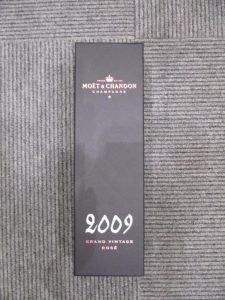 MOËT & CHANDON
CHAMPAGNE
2009
GRAND VINTAGE
ROSÉ